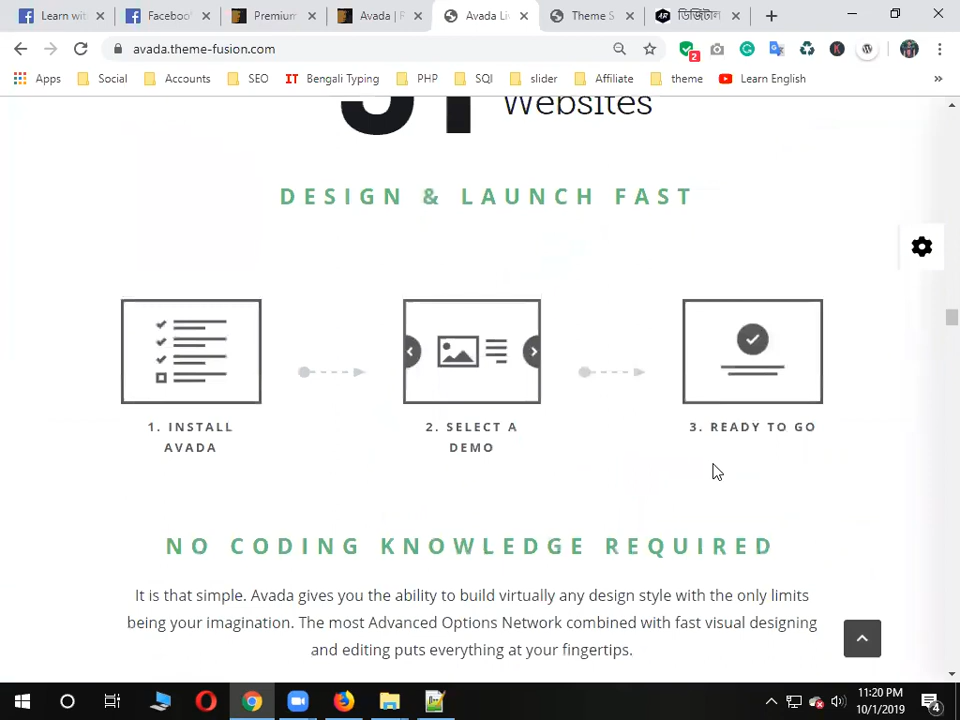 Learn with
Faceboo
Premium
Avada | F
Avada Li
Theme S
ডিজিটাল
avada.theme-fusion.com
2
Apps
Social
Accounts
SEO
IT Bengali Typing
PHP
SQl
slider
Affiliate
theme
Learn English
»
Websites
DESIGN & LAUNCH FAST
1. INSTALL
AVADA
2. SELECT A
DEMO
3. READY TO GO
NO CODING KNOWLEDGE REQUIRED
It is that simple. Avada gives you the ability to build virtually any design style with the only limits
being your imagination. The most Advanced Options Network combined with fast visual designing
and editing puts everything at your fingertips.
11:20 PM
10/1/2019
4